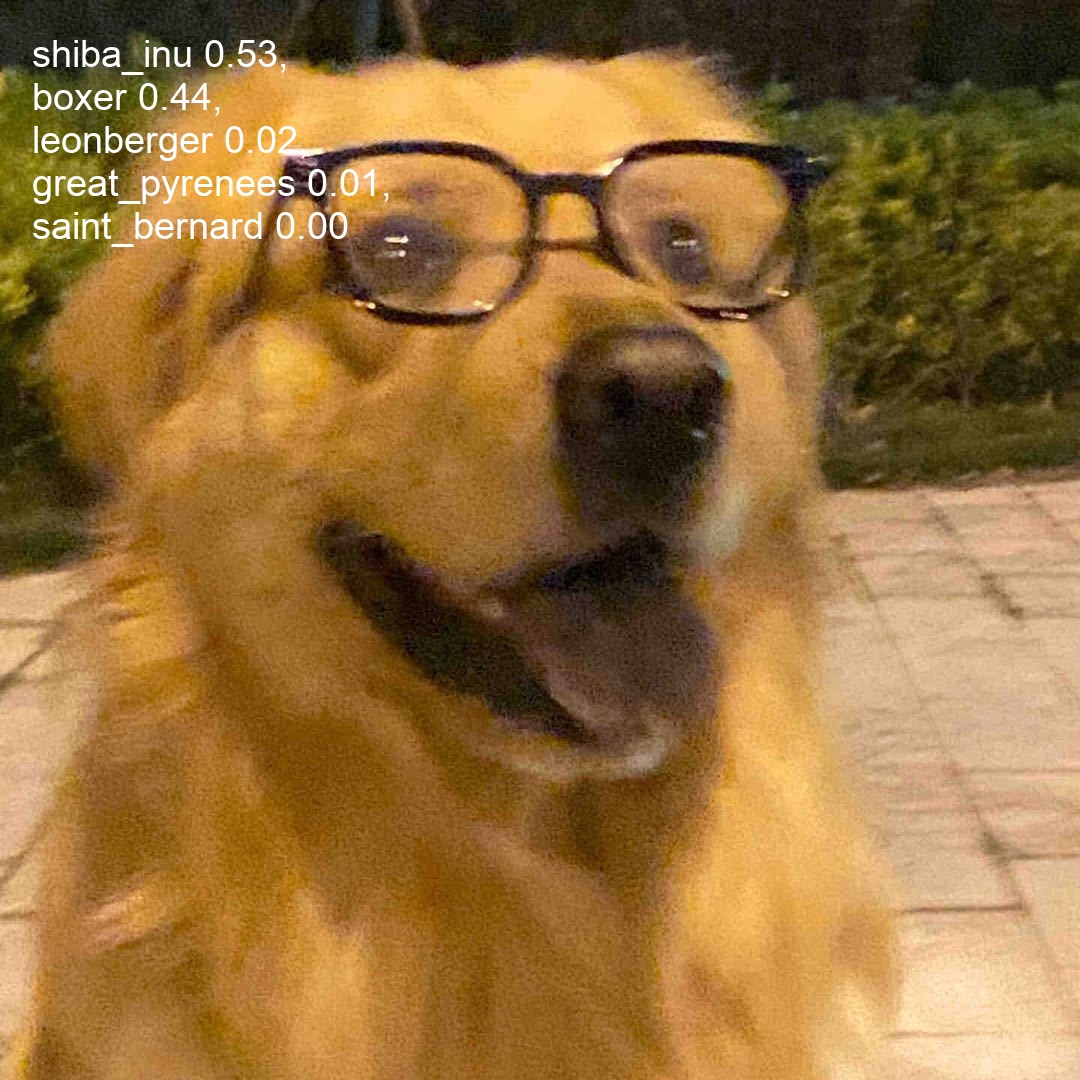 shiba_inu 0.53,
boxer 0.44,
leonberger 0.02,
great_pyrenees 0.01,
saint_bernard 0.00